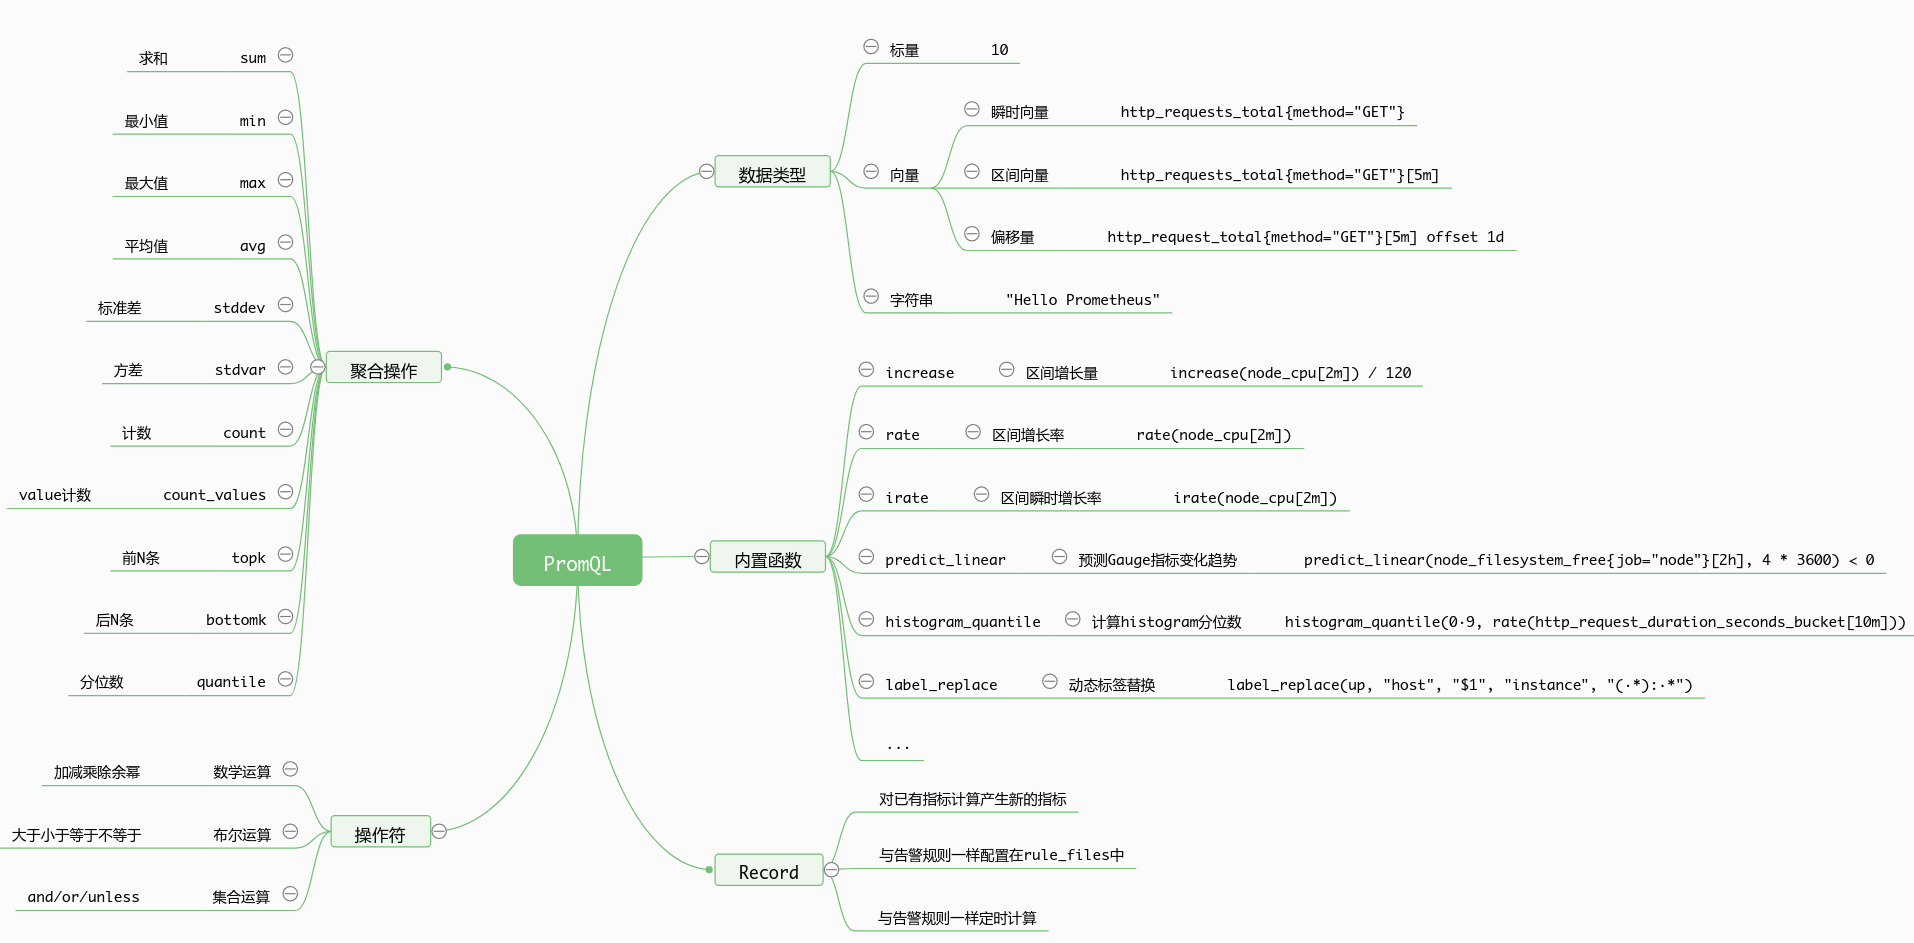 PromQL
数据类型
标量 10
向量
瞬时向量 http_requests_total{method="GET"}
区间向量 http_requests_total{method="GET"}[5m]
偏移量 http_request_total{method="GET"}[5m] offset 1d
字符串 "Hello Prometheus"
内置函数
increase 区间增长量 increase(node_cpu[2m]) / 120
rate 区间增长率 rate(node_cpu[2m])
irate 区间瞬时增长率 irate(node_cpu[2m])
predict_linear 预测Gauge指标变化趋势 predict_linear(node_filesystem_free{job="node"}[2h], 4 * 3600) < 0
histogram_quantile 计算histogram分位数 histogram_quantile(0·9, rate(http_request_duration_seconds_bucket[10m]))
label_replace 动态标签替换 label_replace(up, "host", "$1", "instance", "(·*):·*")
...
Record
对已有指标计算产生新的指标
与告警规则一样配置在rule_files中
与告警规则一样定时计算
聚合操作
求和 sum
最小值 min
最大值 max
平均值 avg
标准差 stddev
方差 stdvar
计数 count
value计数 count_values
前N条 topk
后N条 bottomk
分位数 quantile
操作符
加减乘除余幂 数学运算
大于小于等于不等于 布尔运算
and/or/unless 集合运算